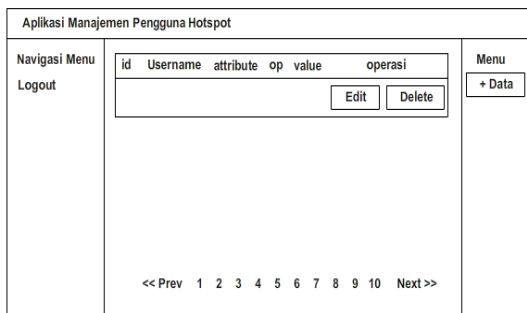 Aplikasi Manajemen Pengguna Hotspot
Navigasi Menu
Logout
id Username attribute op value operasi
Edit Delete
<< Prev 1 2 3 4 5 6 7 8 9 10 Next >>
Menu
+ Data